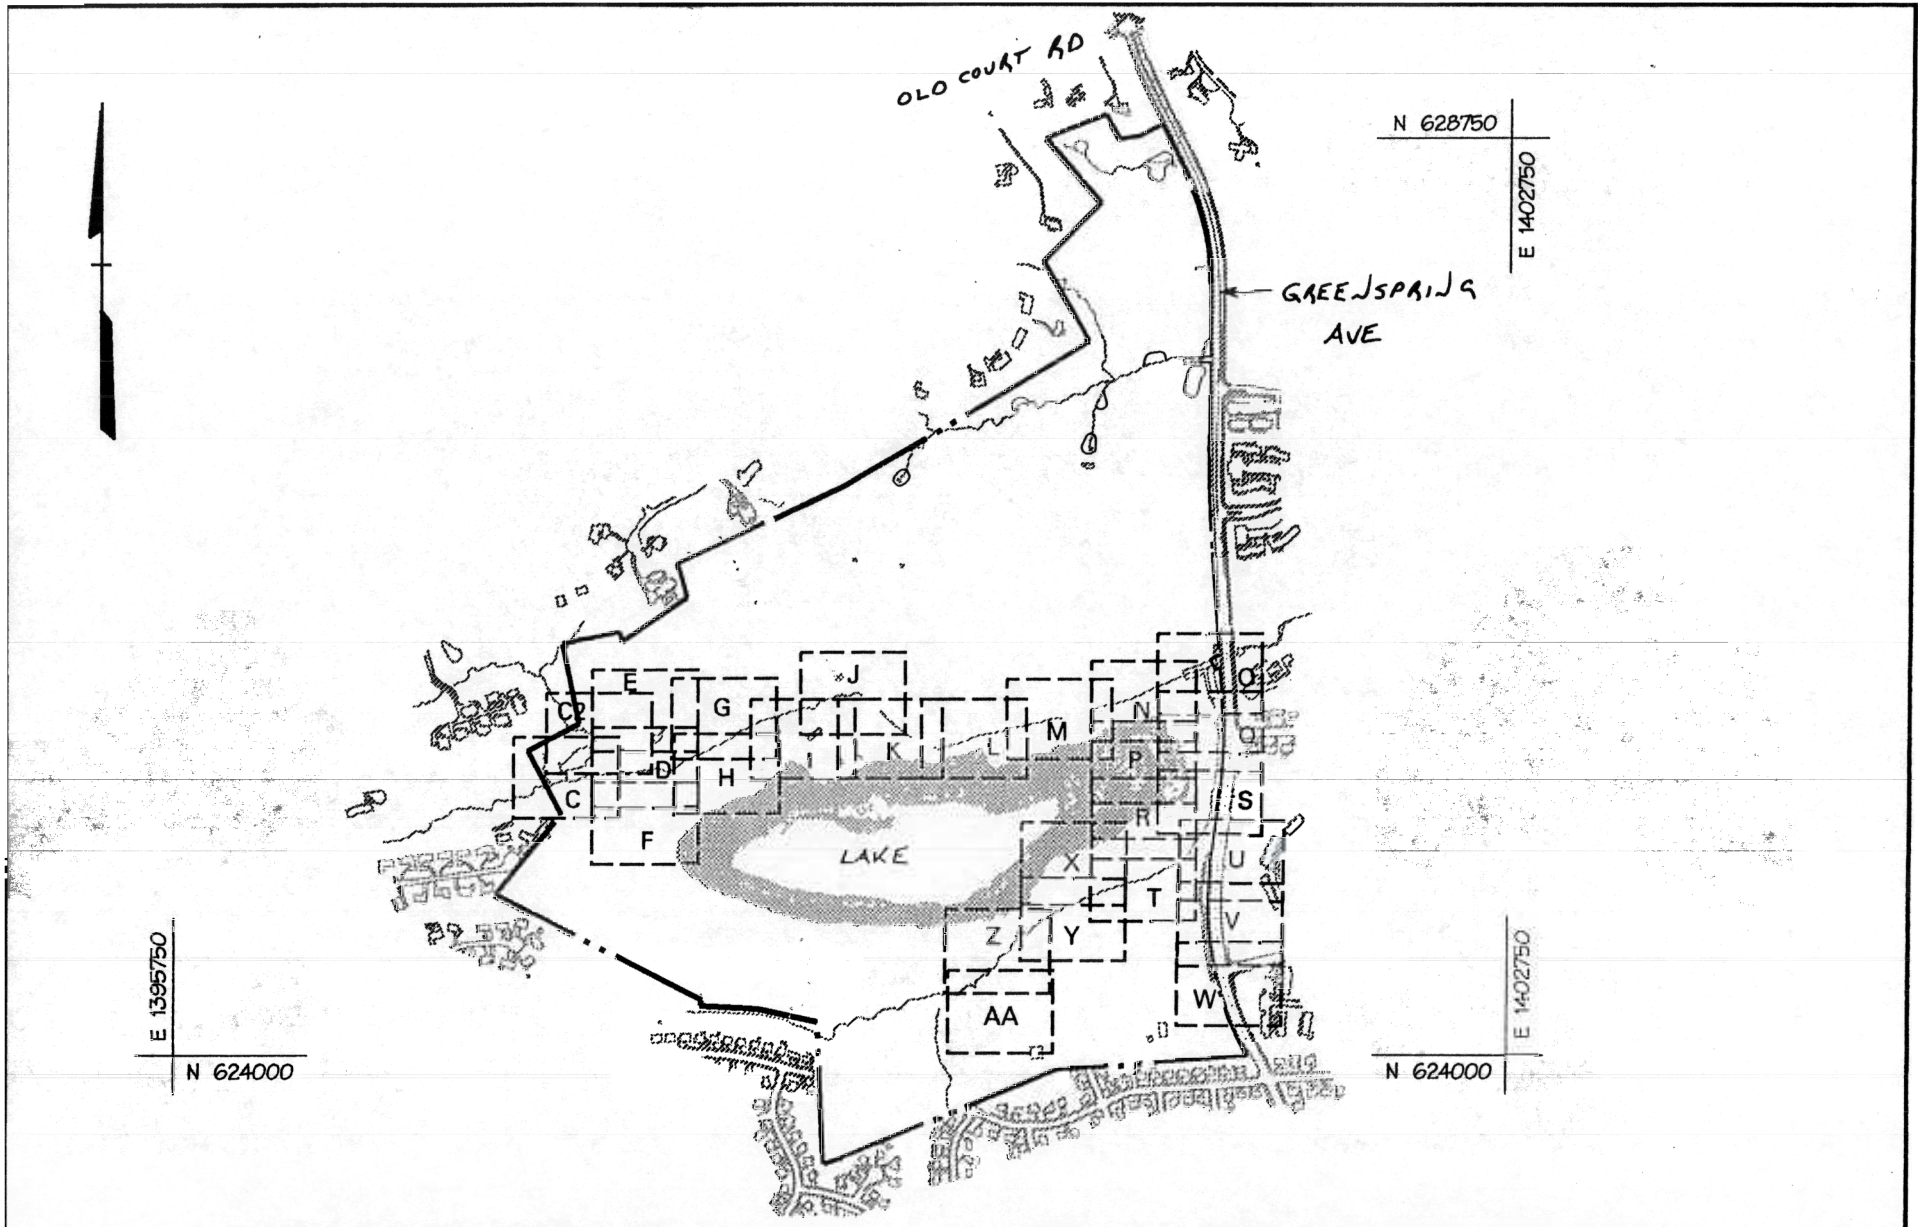 OLD COURT RD
N 628750
E 1402750
GREENSPRING
AVE
E
C2
G
J
O
N
M
K
L
I
D
H
P
Q
C
F
R
S
LAKE
X
U
T
V
Z
Y
W
AA
E 1395750
N 624000
E 1402750
N 624000